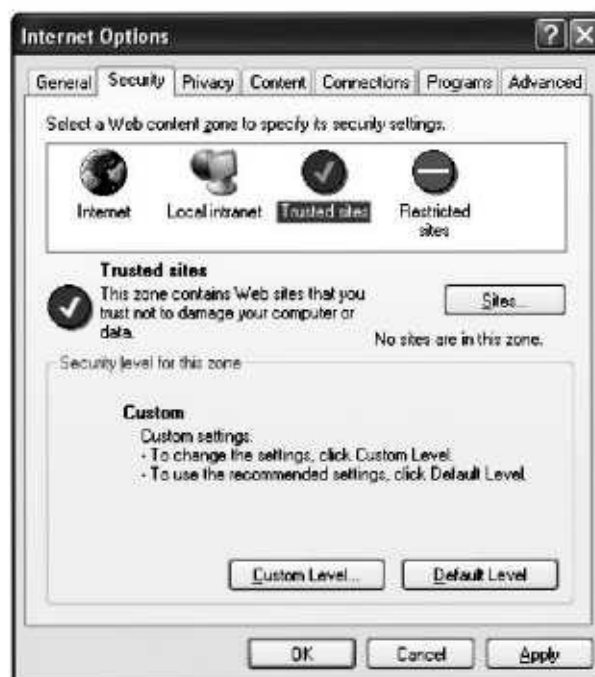 Internet Options
General Security Privacy Content Connections Programs Advanced
Select a Web content zone to specify its security settings.
Internet Local intranet Trusted sites Restricted sites
Trusted sites
This zone contains Web sites that you
trust not to damage your computer or
data.
Sites...
No sites are in this zone.
Security level for this zone
Custom
Custom settings.
- To change the settings, click Custom Level.
- To use the recommended settings, click Default Level.
Custom Level... Default Level
OK Cancel Apply